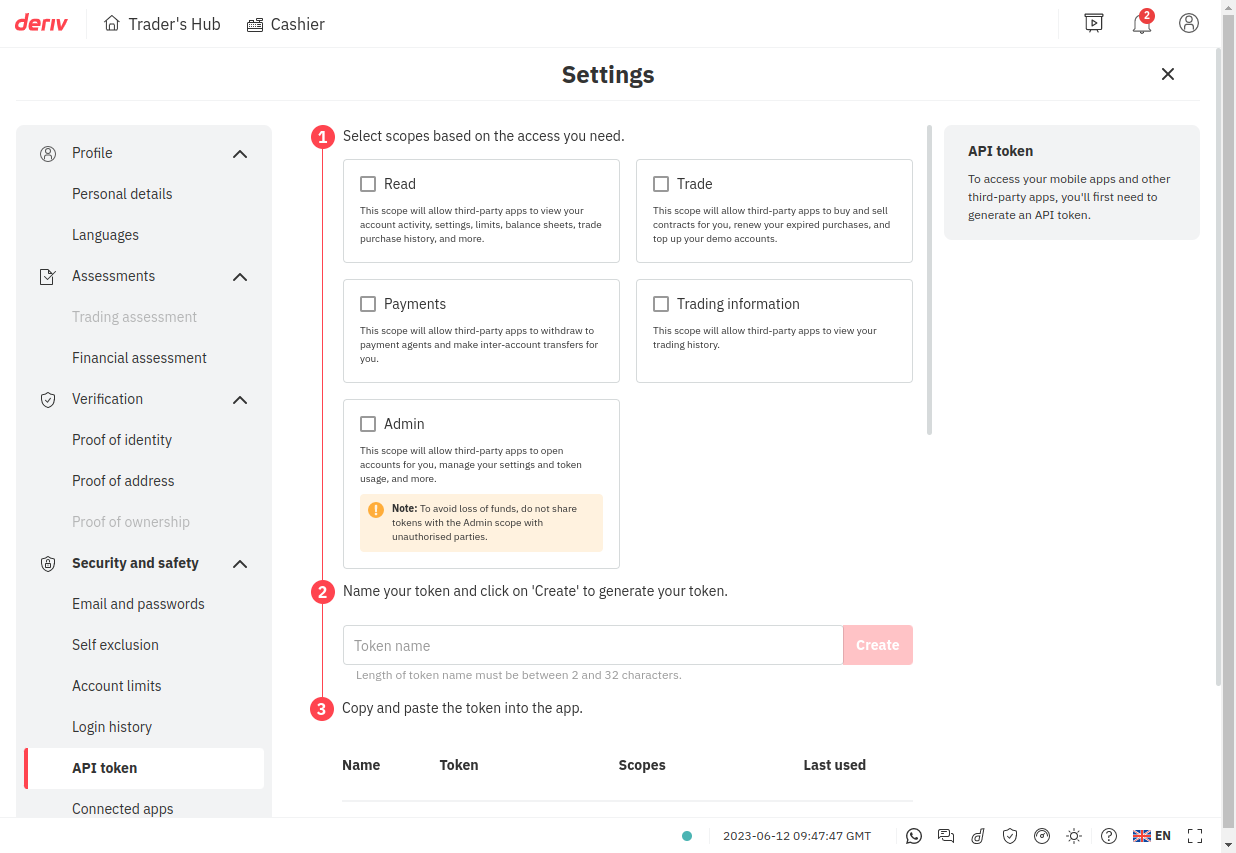 deriv
Trader's Hub
Cashier
2
Settings
Profile
Personal details
Languages
Assessments
Trading assessment
Financial assessment
Verification
Proof of identity
Proof of address
Proof of ownership
Security and safety
Email and passwords
Self exclusion
Account limits
Login history
API token
Connected apps
1
Select scopes based on the access you need.
Read
This scope will allow third-party apps to view your
account activity, settings, limits, balance sheets, trade
purchase history, and more.
Trade
This scope will allow third-party apps to buy and sell
contracts for you, renew your expired purchases, and
top up your demo accounts.
Payments
This scope will allow third-party apps to withdraw to
payment agents and make inter-account transfers for
you.
Trading information
This scope will allow third-party apps to view your
trading history.
Admin
This scope will allow third-party apps to open
accounts for you, manage your settings and token
usage, and more.
Note: To avoid loss of funds, do not share
tokens with the Admin scope with
unauthorised parties.
2
Name your token and click on 'Create' to generate your token.
Token name
Create
Length of token name must be between 2 and 32 characters.
3
Copy and paste the token into the app.
Name Token Scopes Last used
API token
To access your mobile apps and other
third-party apps, you'll first need to
generate an API token.
2023-06-12 09:47:47 GMT
EN